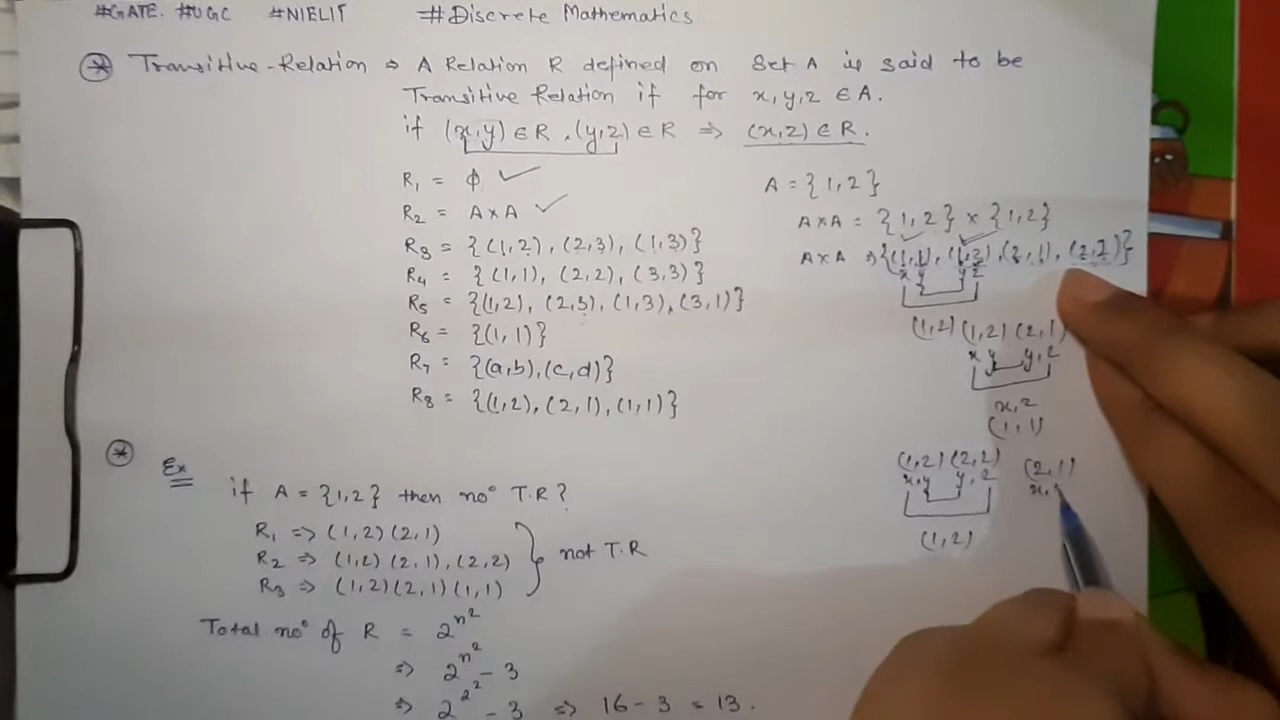 #GATE. #UGC #NIELIT #Discrete Mathematics
* Transitive-Relation ⇒ A Relation R defined on Set A is said to be
Transitive Relation if for x,y,z ∈ A.
if (x,y) ∈ R, (y,z) ∈ R ⇒ (x,z) ∈ R.
R₁ = ϕ ✓
R₂ = A×A ✓
R₃ = {(1,2), (2,3), (1,3)}
R₄ = {(1,1), (2,2), (3,3)}
R₅ = {(1,2), (2,3), (1,3), (3,1)}
R₆ = {(1,1)}
R₇ = {(a,b),(c,d)}
R₈ = {(1,2), (2,1), (1,1)}
A = {1,2}
A×A = {1,2} × {1,2}
A×A ⇒ {(1,1), (1,2), (2,1), (2,2)}
x y y z
(1,2) (1,2) (2,1)
x y y,z
x,z
(1,1)
(1,2) (2,2) (2,1)
x,y y,z x,
(1,2)
* Ex if A = {1,2} then no° T.R?
R₁ ⇒ (1,2)(2,1)
R₂ ⇒ (1,2) (2,1), (2,2)
R₃ ⇒ (1,2)(2,1)(1,1)
} not T.R
Total no° of R = 2^n²
⇒ 2^n² - 3
⇒ 2^2² - 3 ⇒ 16 - 3 = 13.